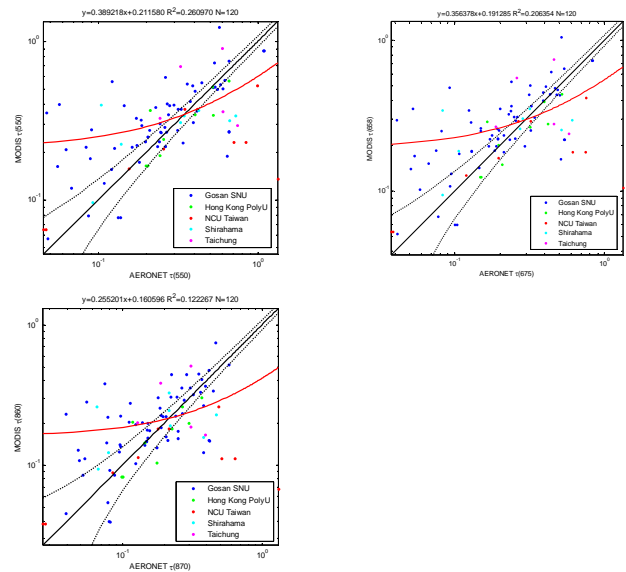 y=0.389218x+0.211580 R²=0.260970 N=120
10⁰
10⁻¹
MODIS τ(550)
Gosan SNU
Hong Kong PolyU
NCU Taiwan
Shirahama
Taichung
10⁻¹
10⁰
AERONET τ(550)
y=0.356378x+0.191285 R²=0.206354 N=120
10⁰
10⁻¹
MODIS τ(658)
Gosan SNU
Hong Kong PolyU
NCU Taiwan
Shirahama
Taichung
10⁻¹
10⁰
AERONET τ(675)
y=0.255201x+0.160596 R²=0.122267 N=120
10⁰
10⁻¹
MODIS τ(860)
Gosan SNU
Hong Kong PolyU
NCU Taiwan
Shirahama
Taichung
10⁻¹
10⁰
AERONET τ(870)